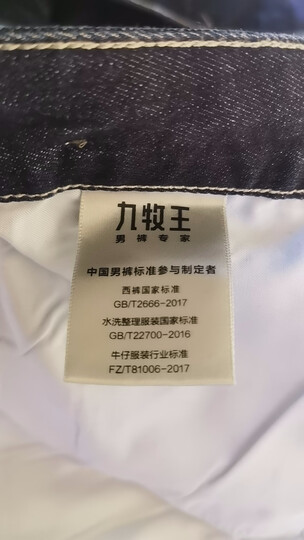 九牧王
男裤专家
中国男裤标准参与制定者
西裤国家标准
GB/T2666-2017
水洗整理服装国家标准
GB/T22700-2016
牛仔服装行业标准
FZ/T81006-2017